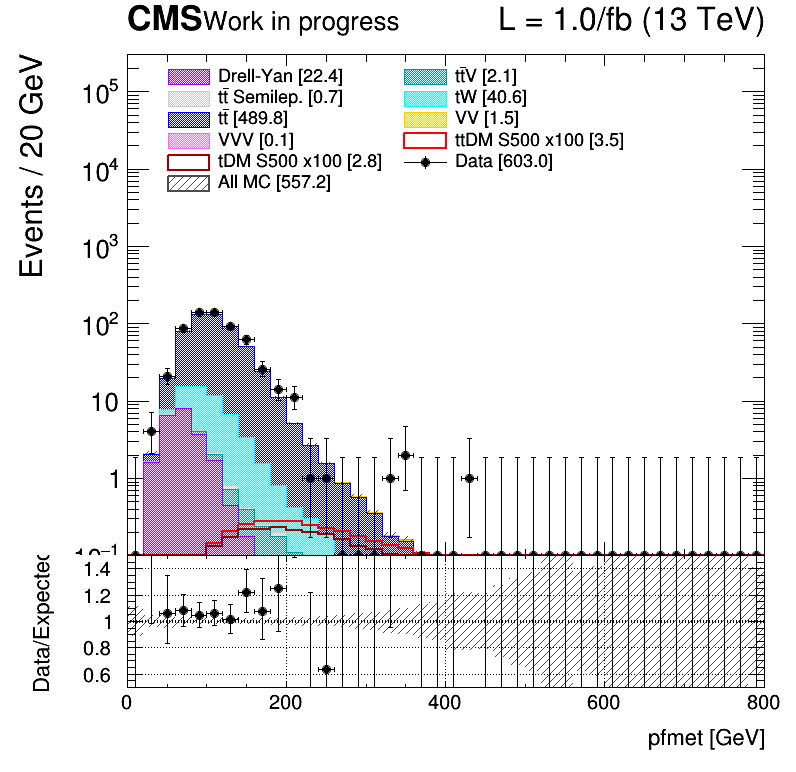 CMS Work in progress L = 1.0/fb (13 TeV)
Events / 20 GeV
Drell-Yan [22.4] tt̄V [2.1]
tt̄ Semilep. [0.7] tW [40.6]
tt̄ [489.8] VV [1.5]
VVV [0.1] ttDM S500 x100 [3.5]
tDM S500 x100 [2.8] Data [603.0]
All MC [557.2]
10⁵
10⁴
10³
10²
10
1
10⁻¹
Data/Expected
1.4
1.2
1
0.8
0.6
0 200 400 600 800
pfmet [GeV]